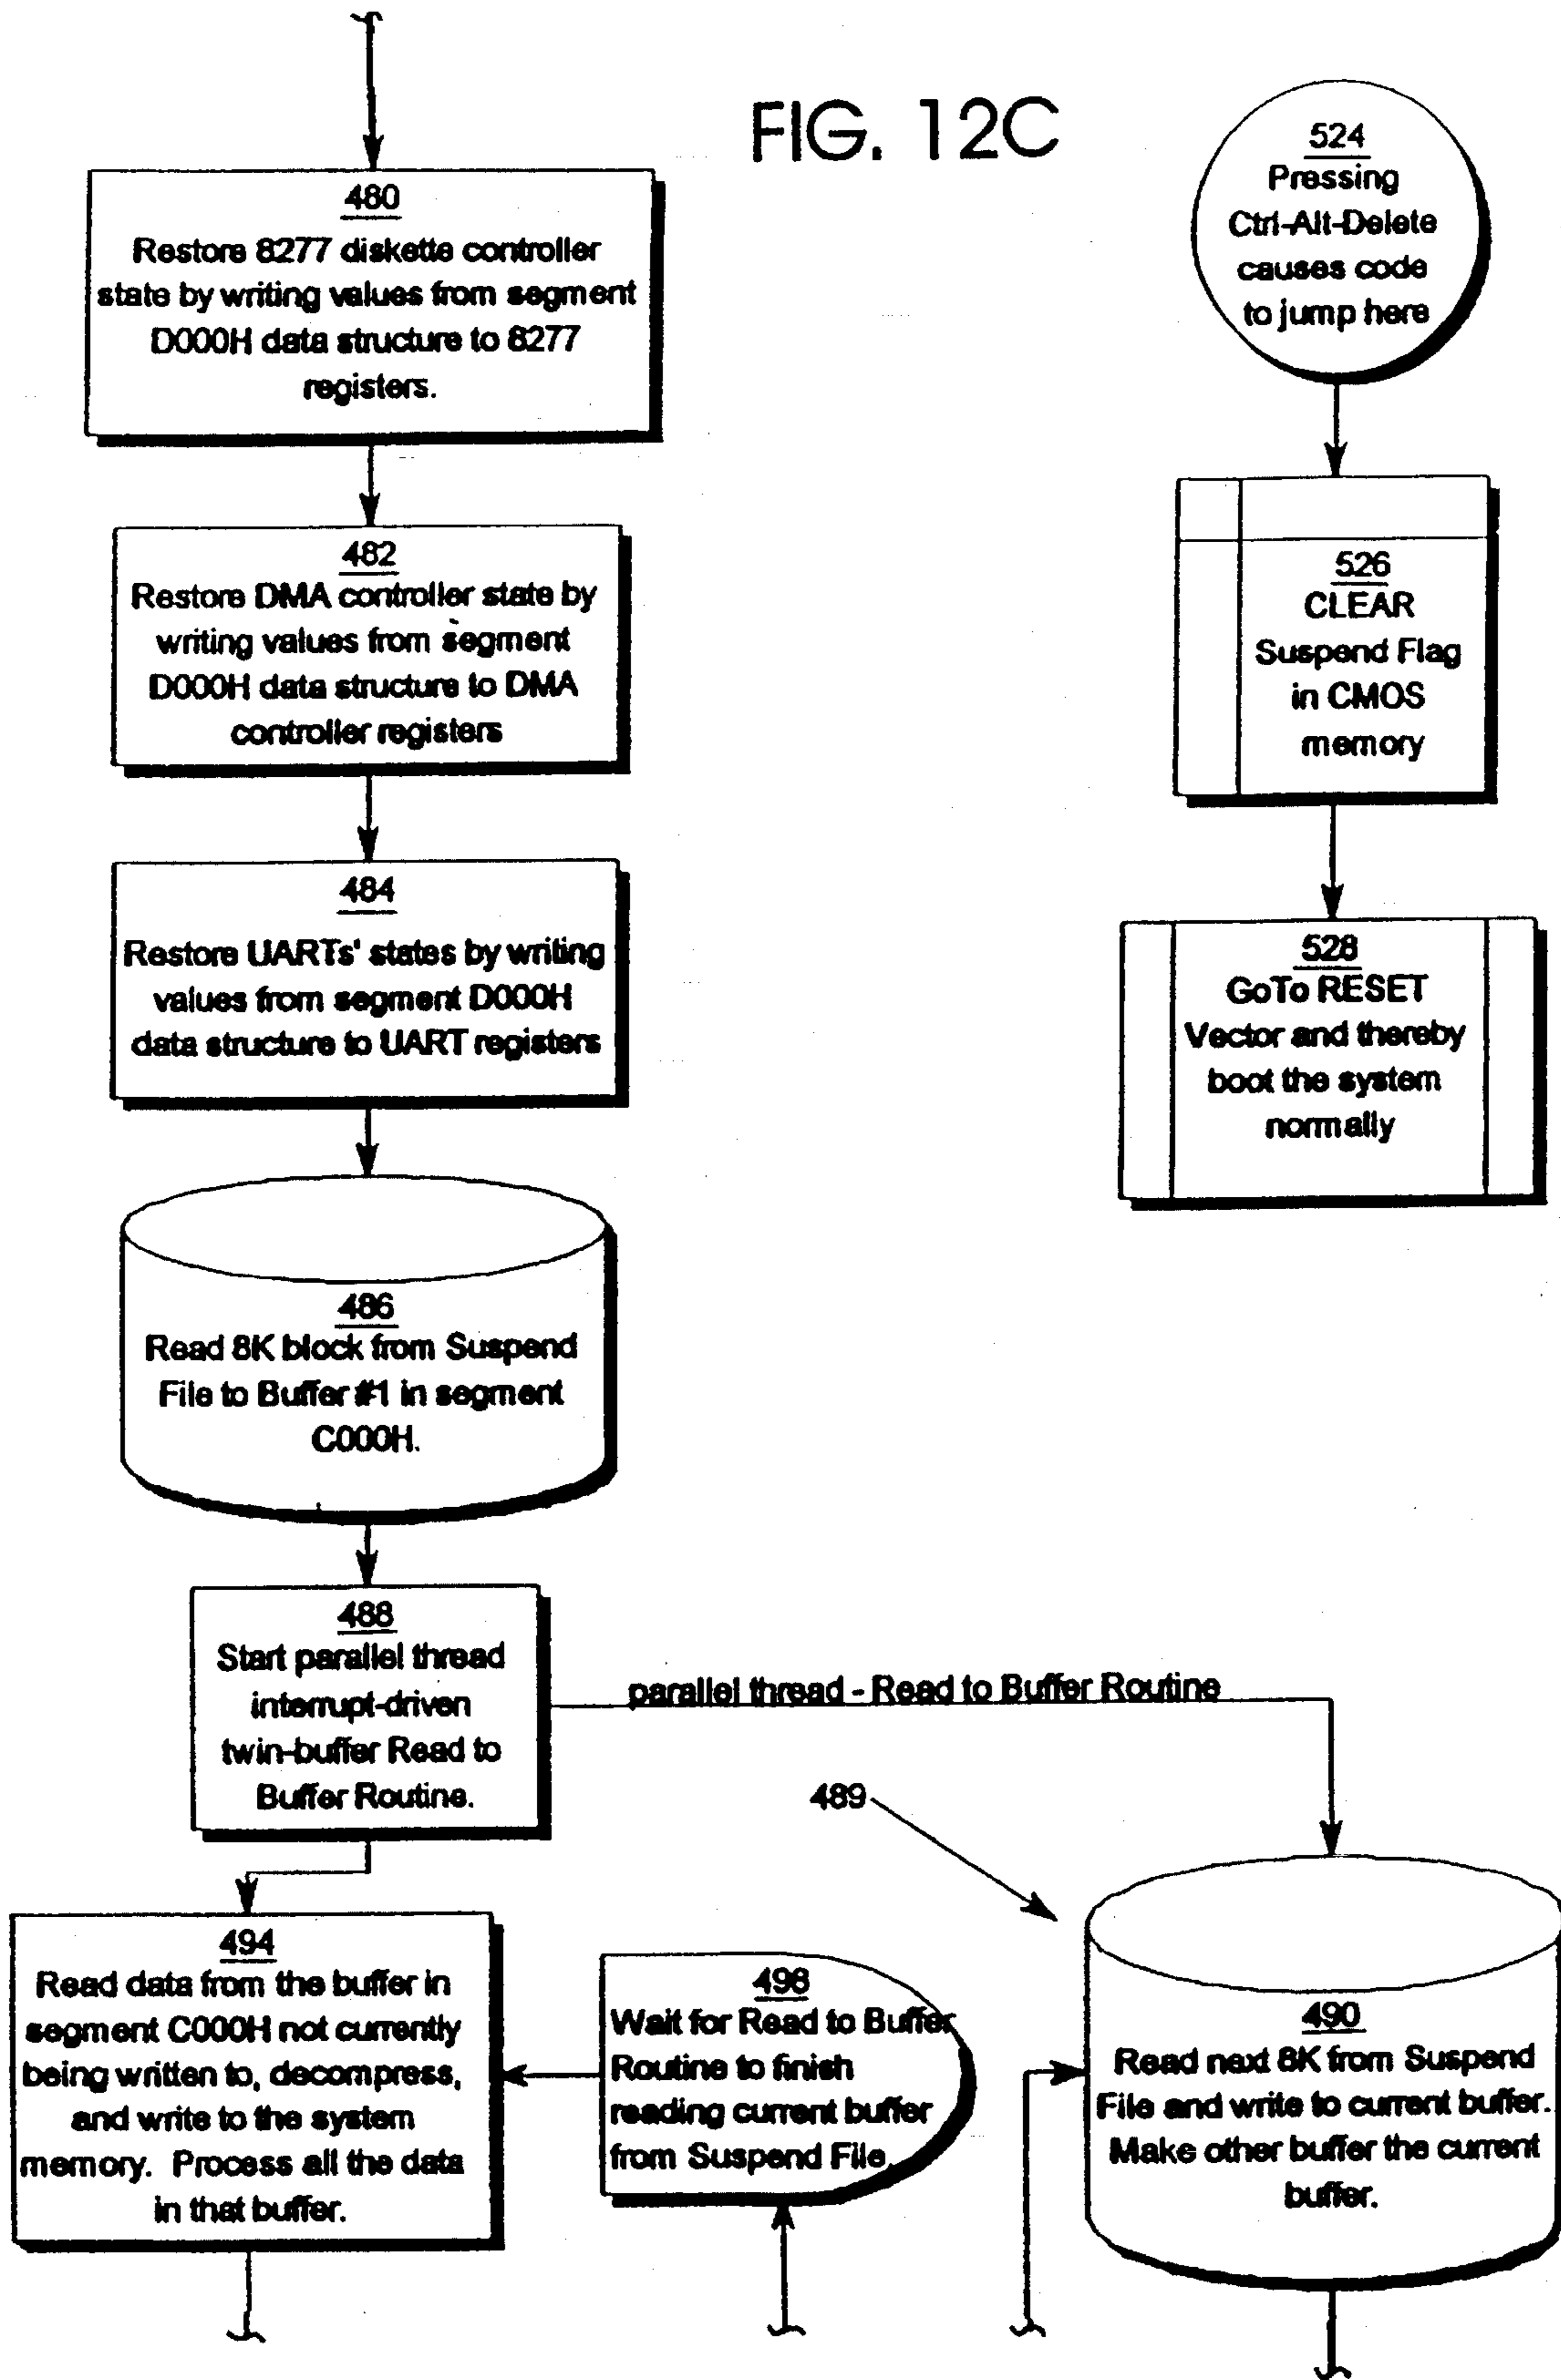 FIG. 12C
480
Restore 8277 diskette controller
state by writing values from segment
D000H data structure to 8277
registers.
482
Restore DMA controller state by
writing values from segment
D000H data structure to DMA
controller registers
484
Restore UARTs' states by writing
values from segment D000H
data structure to UART registers
486
Read 8K block from Suspend
File to Buffer #1 in segment
C000H.
488
Start parallel thread
interrupt-driven
twin-buffer Read to
Buffer Routine.
parallel thread - Read to Buffer Routine
489
494
Read data from the buffer in
segment C000H not currently
being written to, decompress,
and write to the system
memory. Process all the data
in that buffer.
498
Wait for Read to Buffer
Routine to finish
reading current buffer
from Suspend File.
490
Read next 8K from Suspend
File and write to current buffer.
Make other buffer the current
buffer.
524
Pressing
Ctrl-Alt-Delete
causes code
to jump here
526
CLEAR
Suspend Flag
in CMOS
memory
528
GoTo RESET
Vector and thereby
boot the system
normally